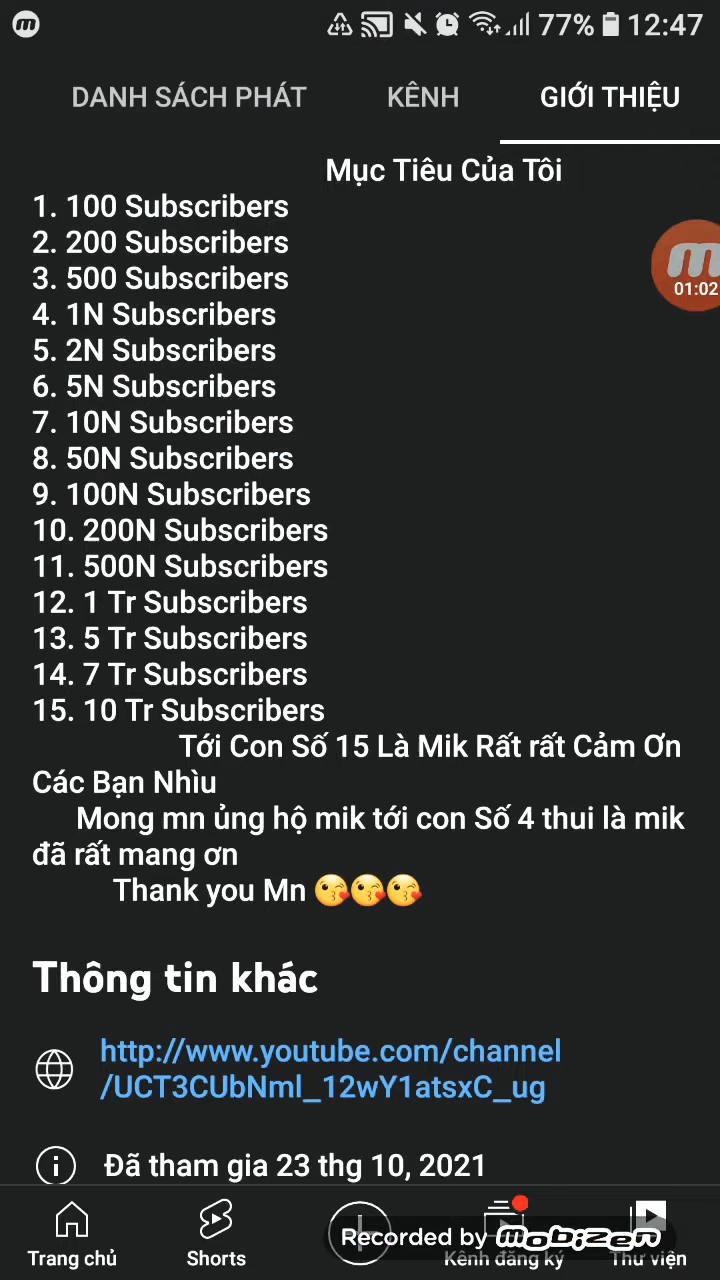 m 77% 12:47
DANH SÁCH PHÁT KÊNH GIỚI THIỆU
Mục Tiêu Của Tôi
1. 100 Subscribers
2. 200 Subscribers
3. 500 Subscribers
m
01:02
4. 1N Subscribers
5. 2N Subscribers
6. 5N Subscribers
7. 10N Subscribers
8. 50N Subscribers
9. 100N Subscribers
10. 200N Subscribers
11. 500N Subscribers
12. 1 Tr Subscribers
13. 5 Tr Subscribers
14. 7 Tr Subscribers
15. 10 Tr Subscribers
Tới Con Số 15 Là Mik Rất rất Cảm Ơn
Các Bạn Nhìu
Mong mn ủng hộ mik tới con Số 4 thui là mik
đã rất mang ơn
Thank you Mn 😘😘😘
Thông tin khác
http://www.youtube.com/channel
/UCT3CUbNml_12wY1atsxC_ug
Đã tham gia 23 thg 10, 2021
Recorded by mobizen
Trang chủ Shorts Kênh đăng ký Thư viện